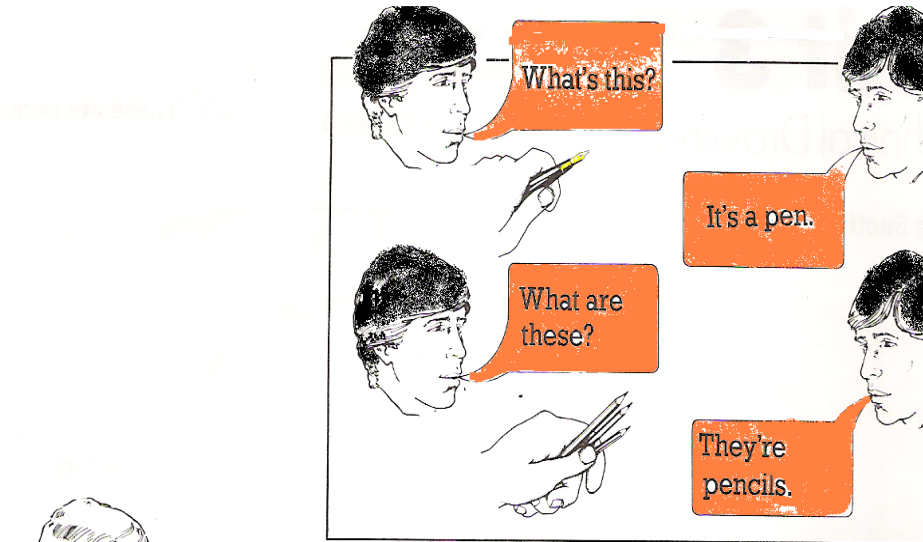 What's this?
It's a pen.
What are
these?
They're
pencils.